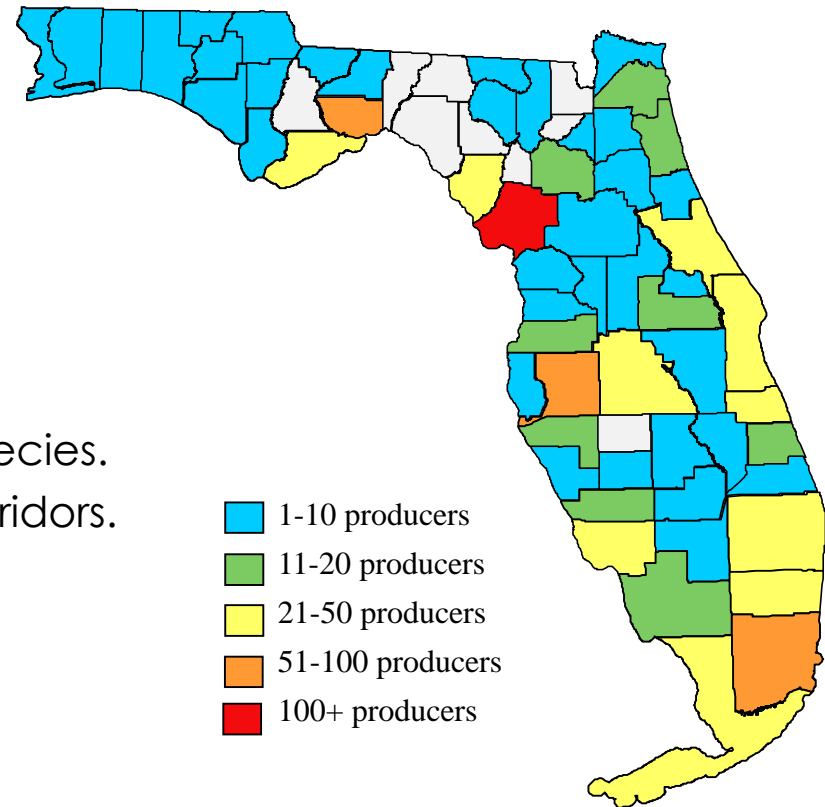 ecies.
ridors.
1-10 producers
11-20 producers
21-50 producers
51-100 producers
100+ producers